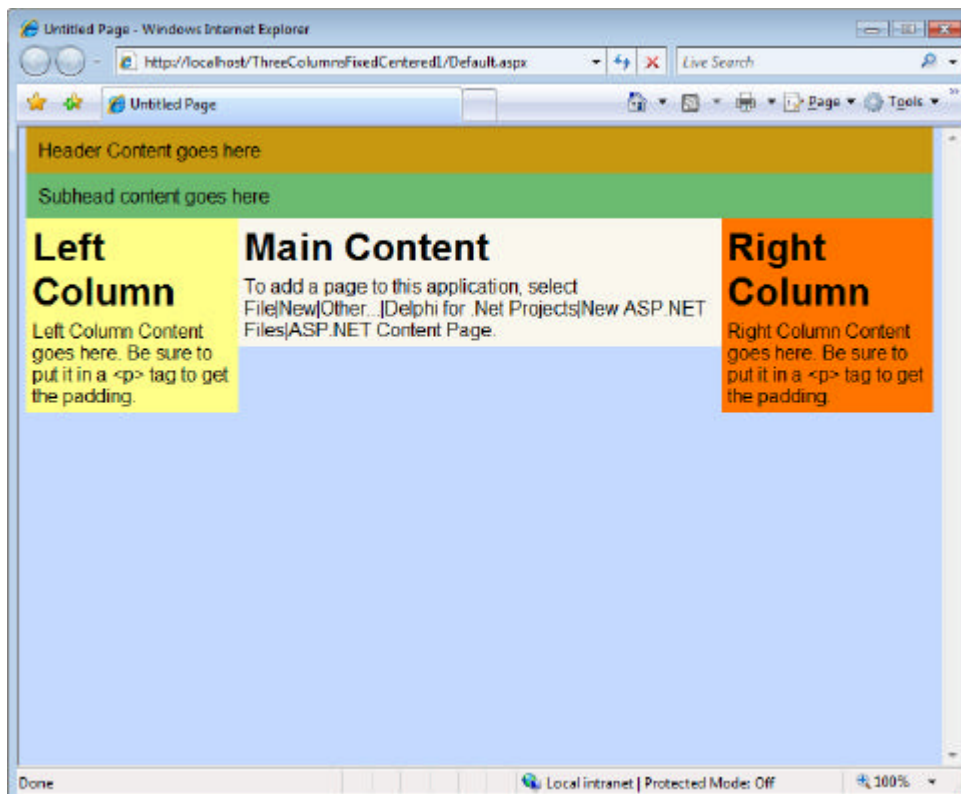 Untitled Page - Windows Internet Explorer
http://localhost/ThreeColumnsFixedCentered1/Default.aspx
Live Search
Untitled Page
Page
Tools
Header Content goes here
Subhead content goes here
Left
Column
Left Column Content
goes here. Be sure to
put it in a <p> tag to get
the padding.
Main Content
To add a page to this application, select
File|New|Other...|Delphi for .Net Projects|New ASP.NET
Files|ASP.NET Content Page.
Right
Column
Right Column Content
goes here. Be sure to
put it in a <p> tag to get
the padding.
Done
Local intranet | Protected Mode: Off
100%